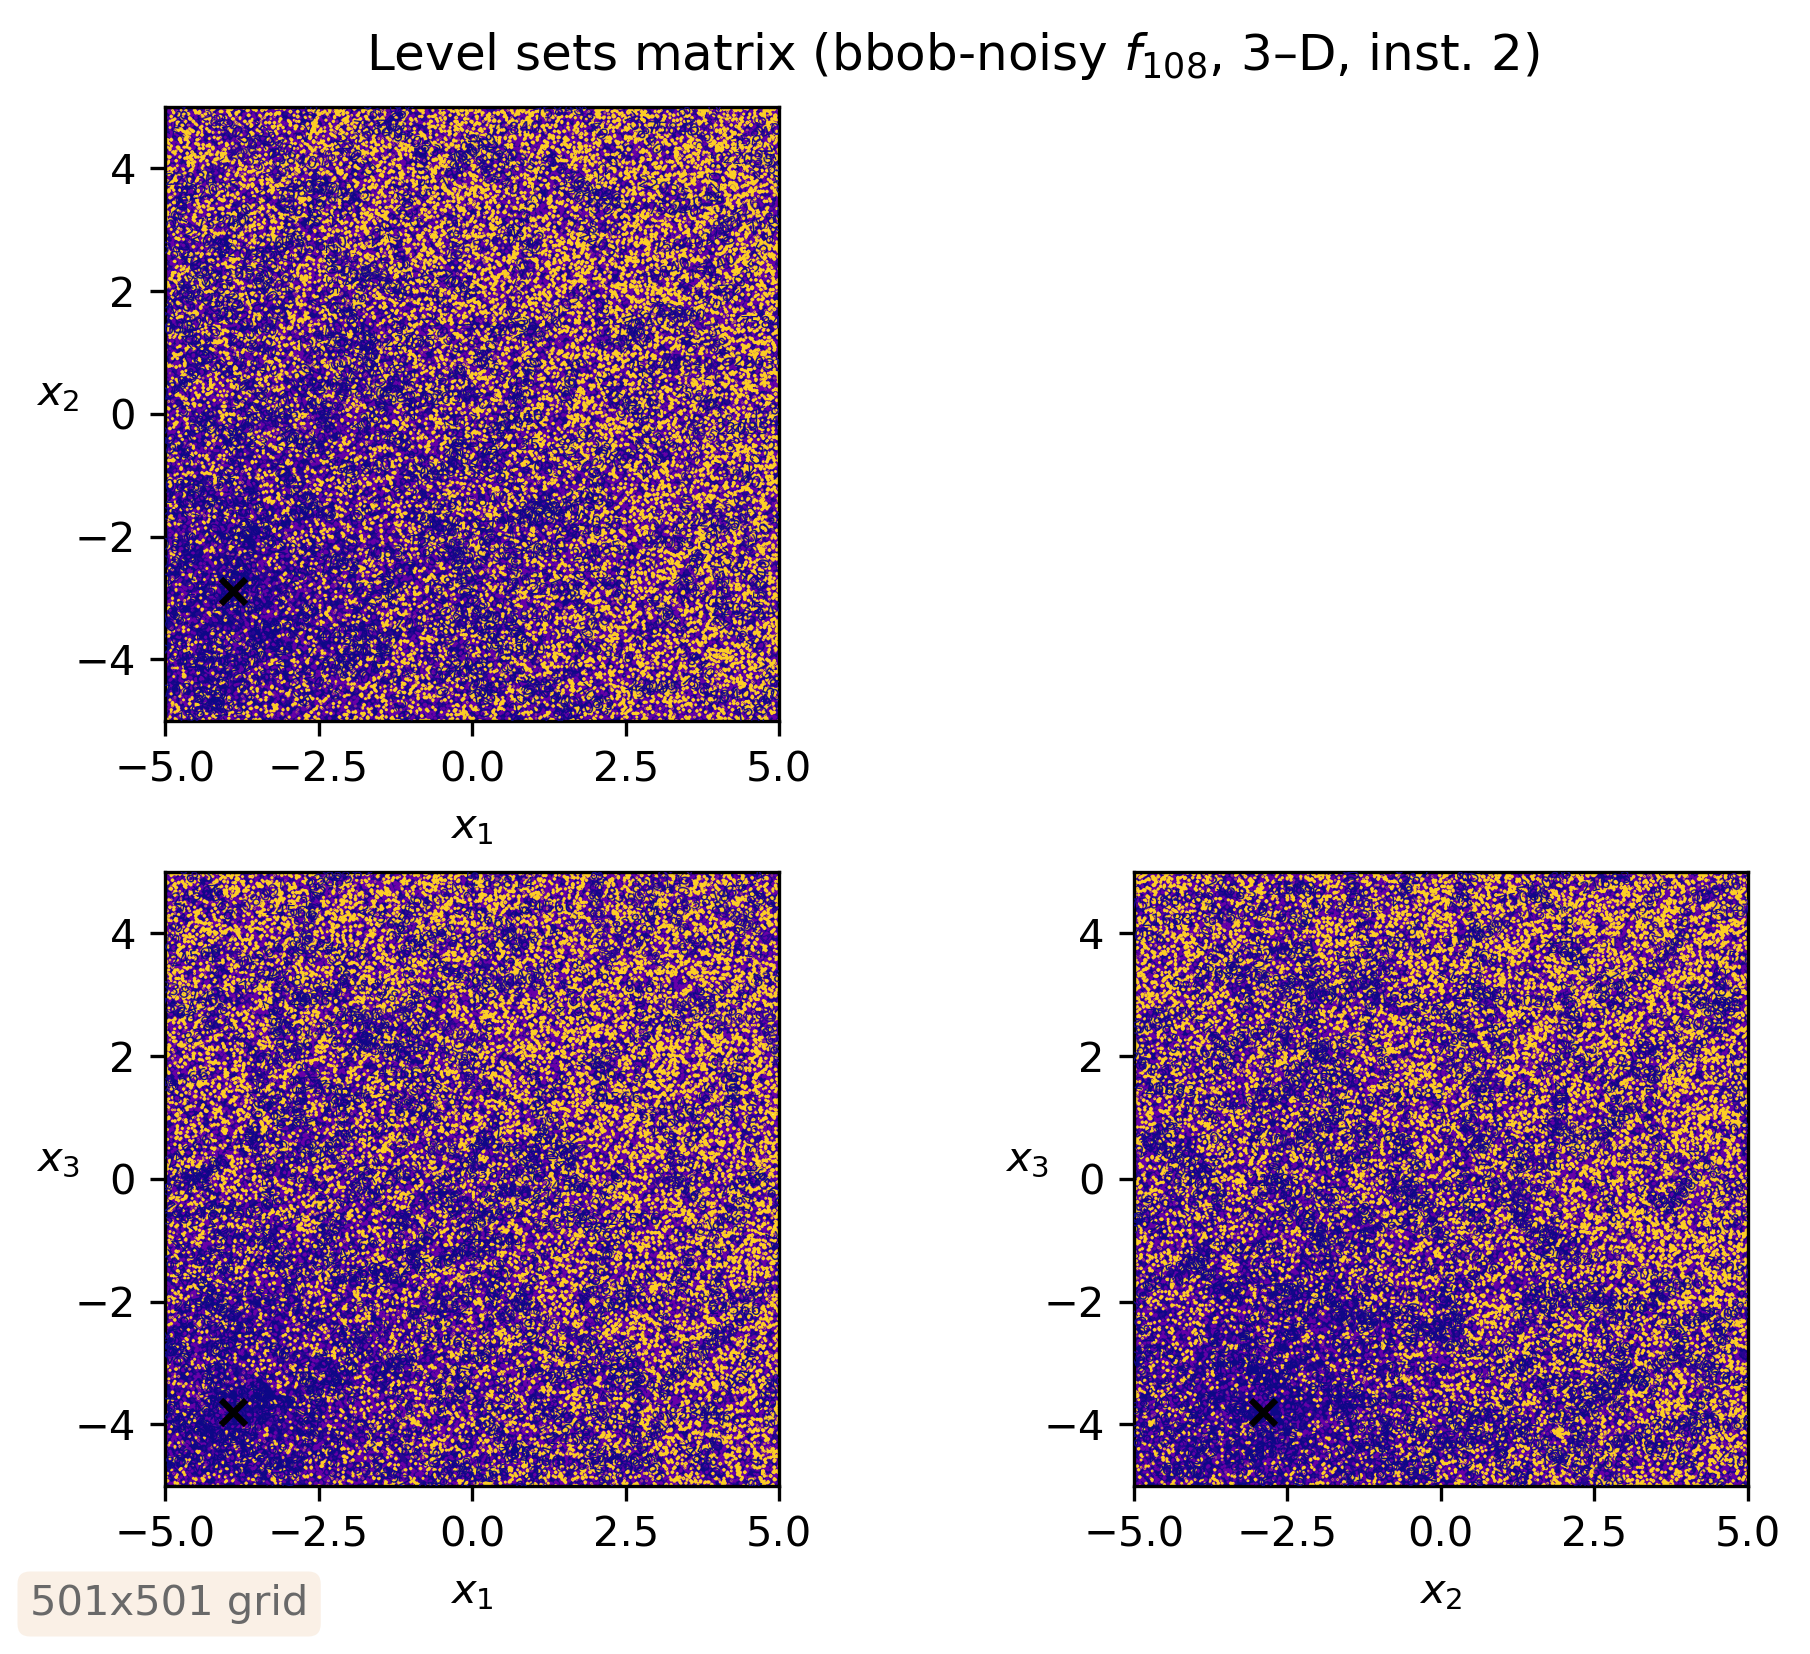 Level sets matrix (bbob-noisy f108, 3–D, inst. 2)
4
2
x2 0
−2
−4
−5.0 −2.5 0.0 2.5 5.0
x1
4 4
2 2
x3 0 x3 0
−2 −2
−4 −4
−5.0 −2.5 0.0 2.5 5.0 −5.0 −2.5 0.0 2.5 5.0
x1 x2
501x501 grid